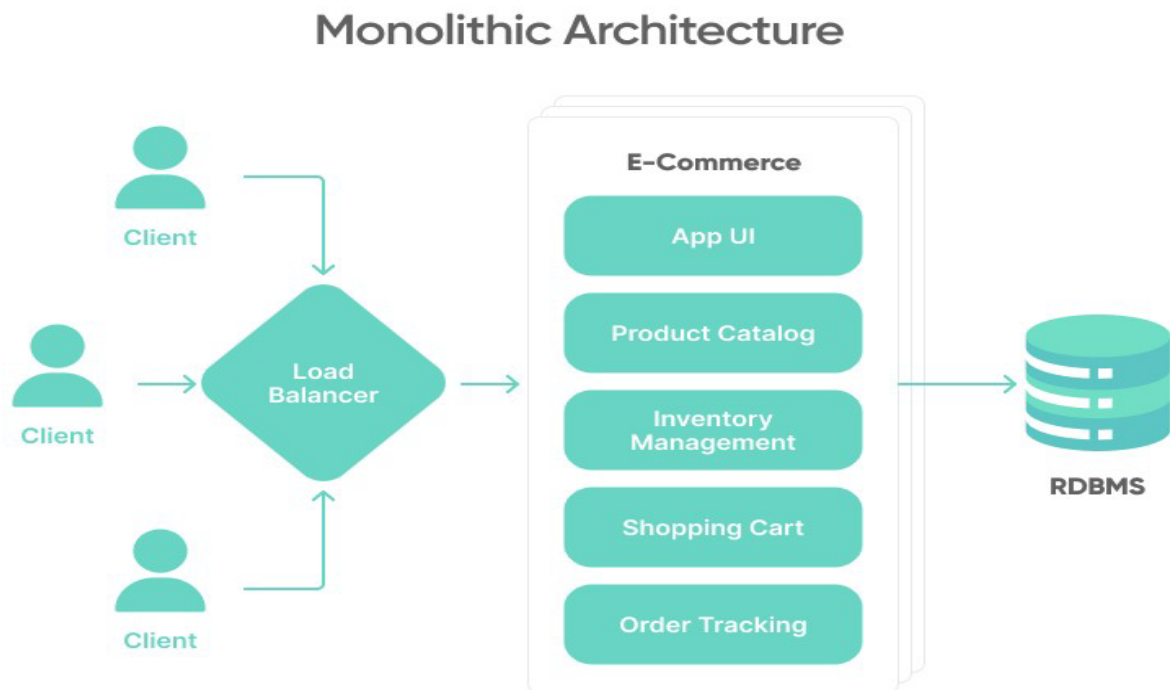 Monolithic Architecture
Client
Client
Client
Load
Balancer
E-Commerce
App UI
Product Catalog
Inventory
Management
Shopping Cart
Order Tracking
RDBMS